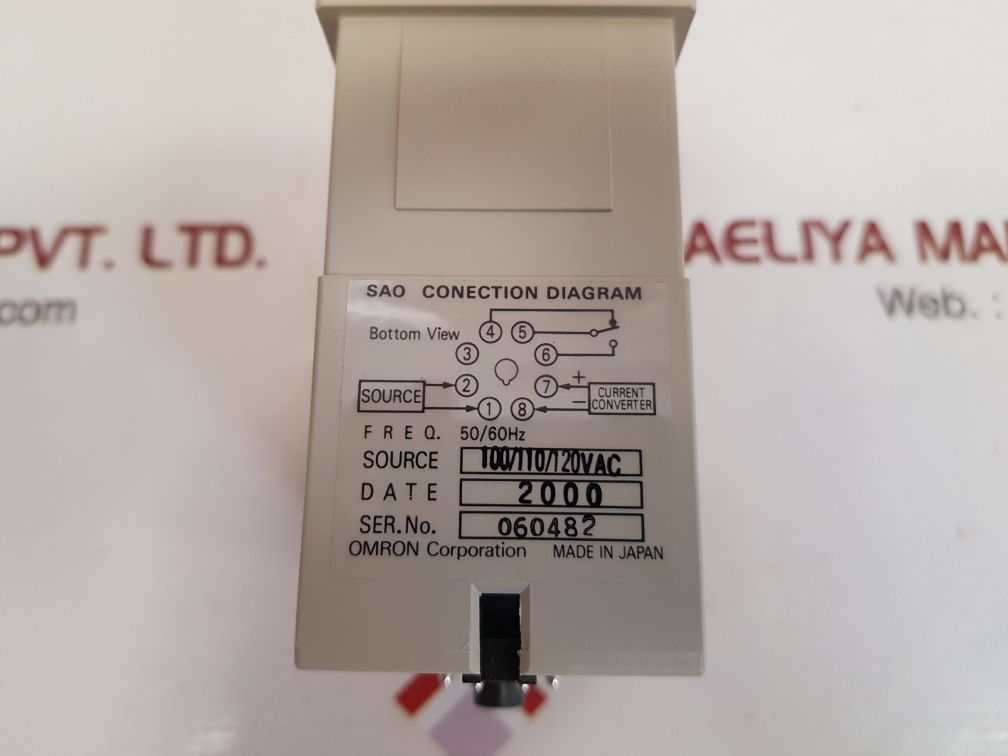 PVT. LTD.
AELIYA MA
com
Web. :
SAO CONECTION DIAGRAM
Bottom View
4 5
3 6
2 7 +
SOURCE
CURRENT
CONVERTER
1 8 −
FREQ. 50/60Hz
SOURCE 100/110/120VAC
DATE 2000
SER.No. 060482
OMRON Corporation MADE IN JAPAN